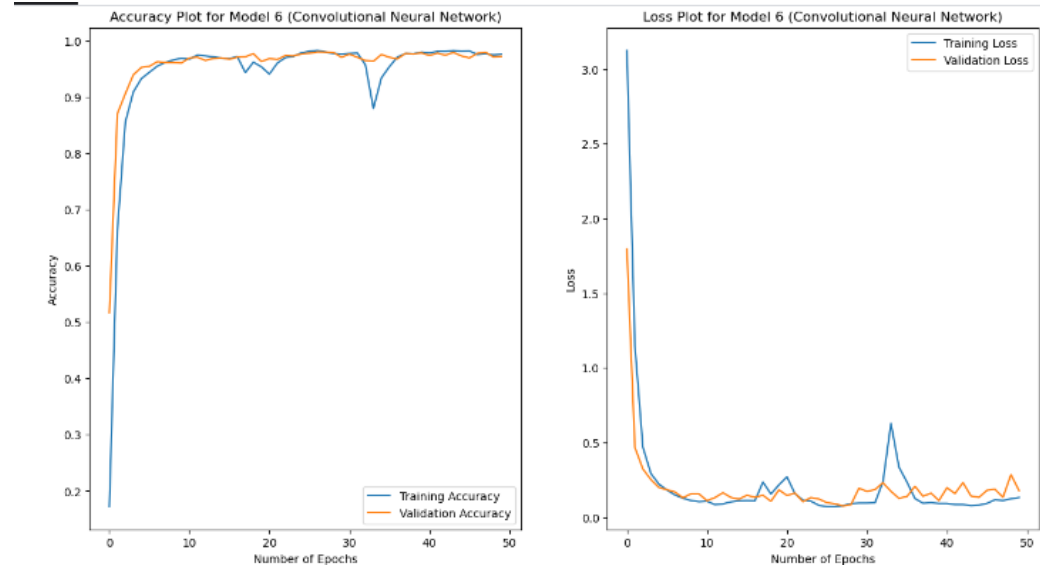 Accuracy Plot for Model 6 (Convolutional Neural Network)
1.0
0.9
0.8
0.7
0.6
0.5
0.4
0.3
0.2
Accuracy
Training Accuracy
Validation Accuracy
0 10 20 30 40 50
Number of Epochs
Loss Plot for Model 6 (Convolutional Neural Network)
Training Loss
Validation Loss
3.0
2.5
2.0
1.5
1.0
0.5
0.0
Loss
0 10 20 30 40 50
Number of Epochs